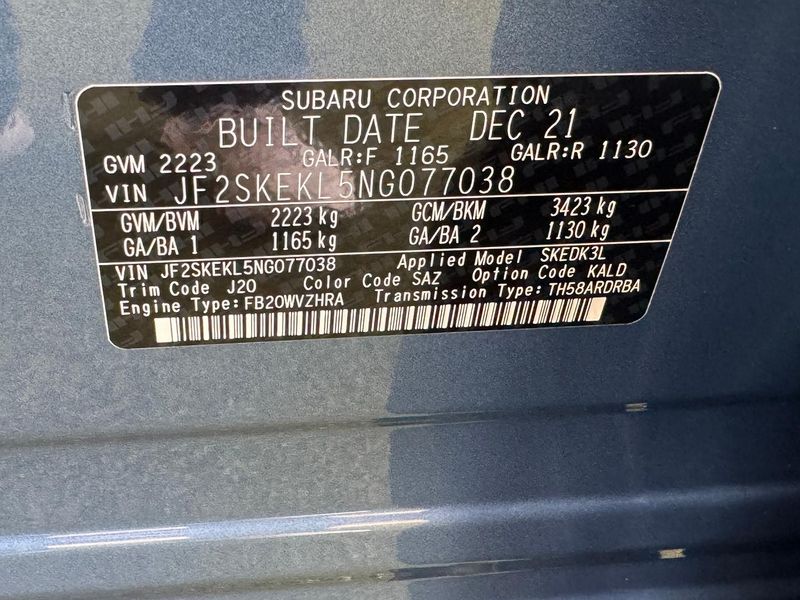 SUBARU CORPORATION
BUILT DATE DEC 21
GVM 2223 GALR:F 1165 GALR:R 1130
VIN JF2SKEKL5NG077038
GVM/BVM 2223 kg GCM/BKM 3423 kg
GA/BA 1 1165 kg GA/BA 2 1130 kg
VIN JF2SKEKL5NG077038 Applied Model SKEDK3L
Trim Code J20 Color Code SAZ Option Code KALD
Engine Type:FB20WVZHRA Transmission Type:TH58ARDRBA